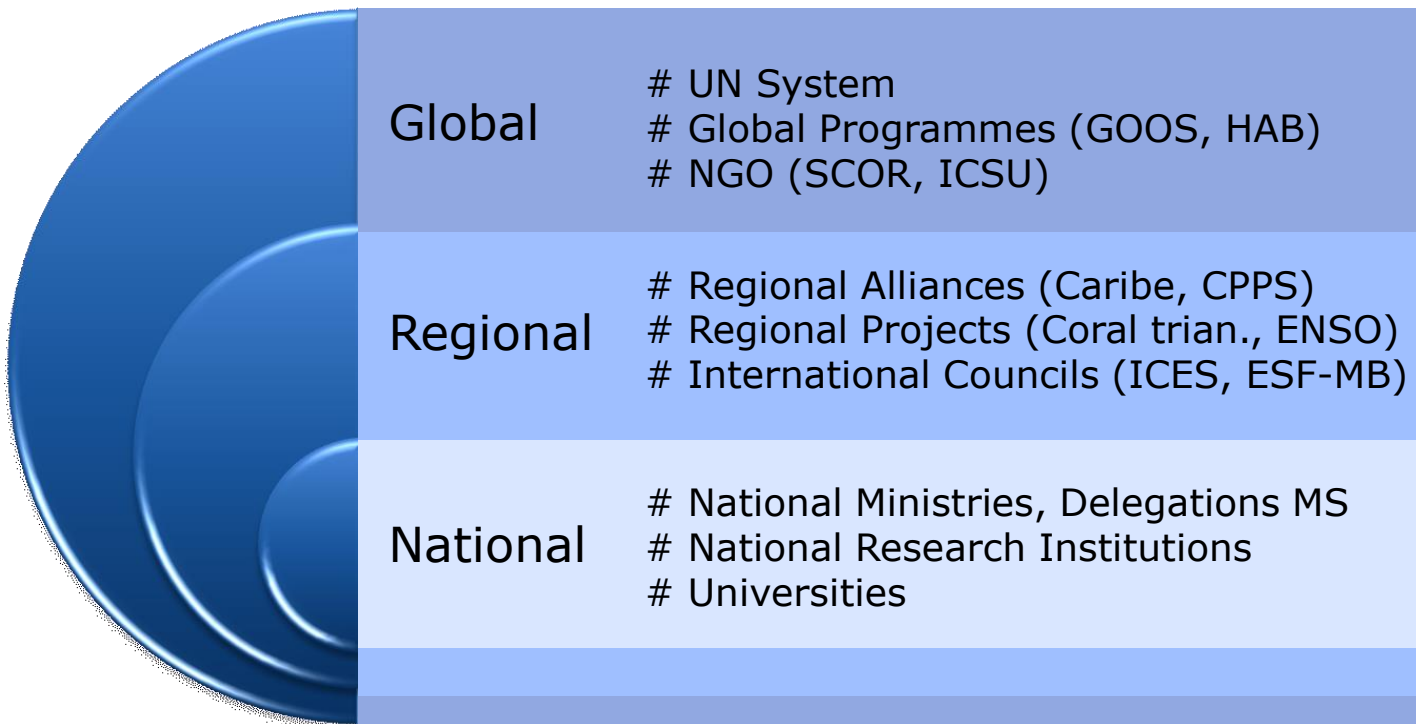 Global
# UN System
# Global Programmes (GOOS, HAB)
# NGO (SCOR, ICSU)
Regional
# Regional Alliances (Caribe, CPPS)
# Regional Projects (Coral trian., ENSO)
# International Councils (ICES, ESF-MB)
National
# National Ministries, Delegations MS
# National Research Institutions
# Universities